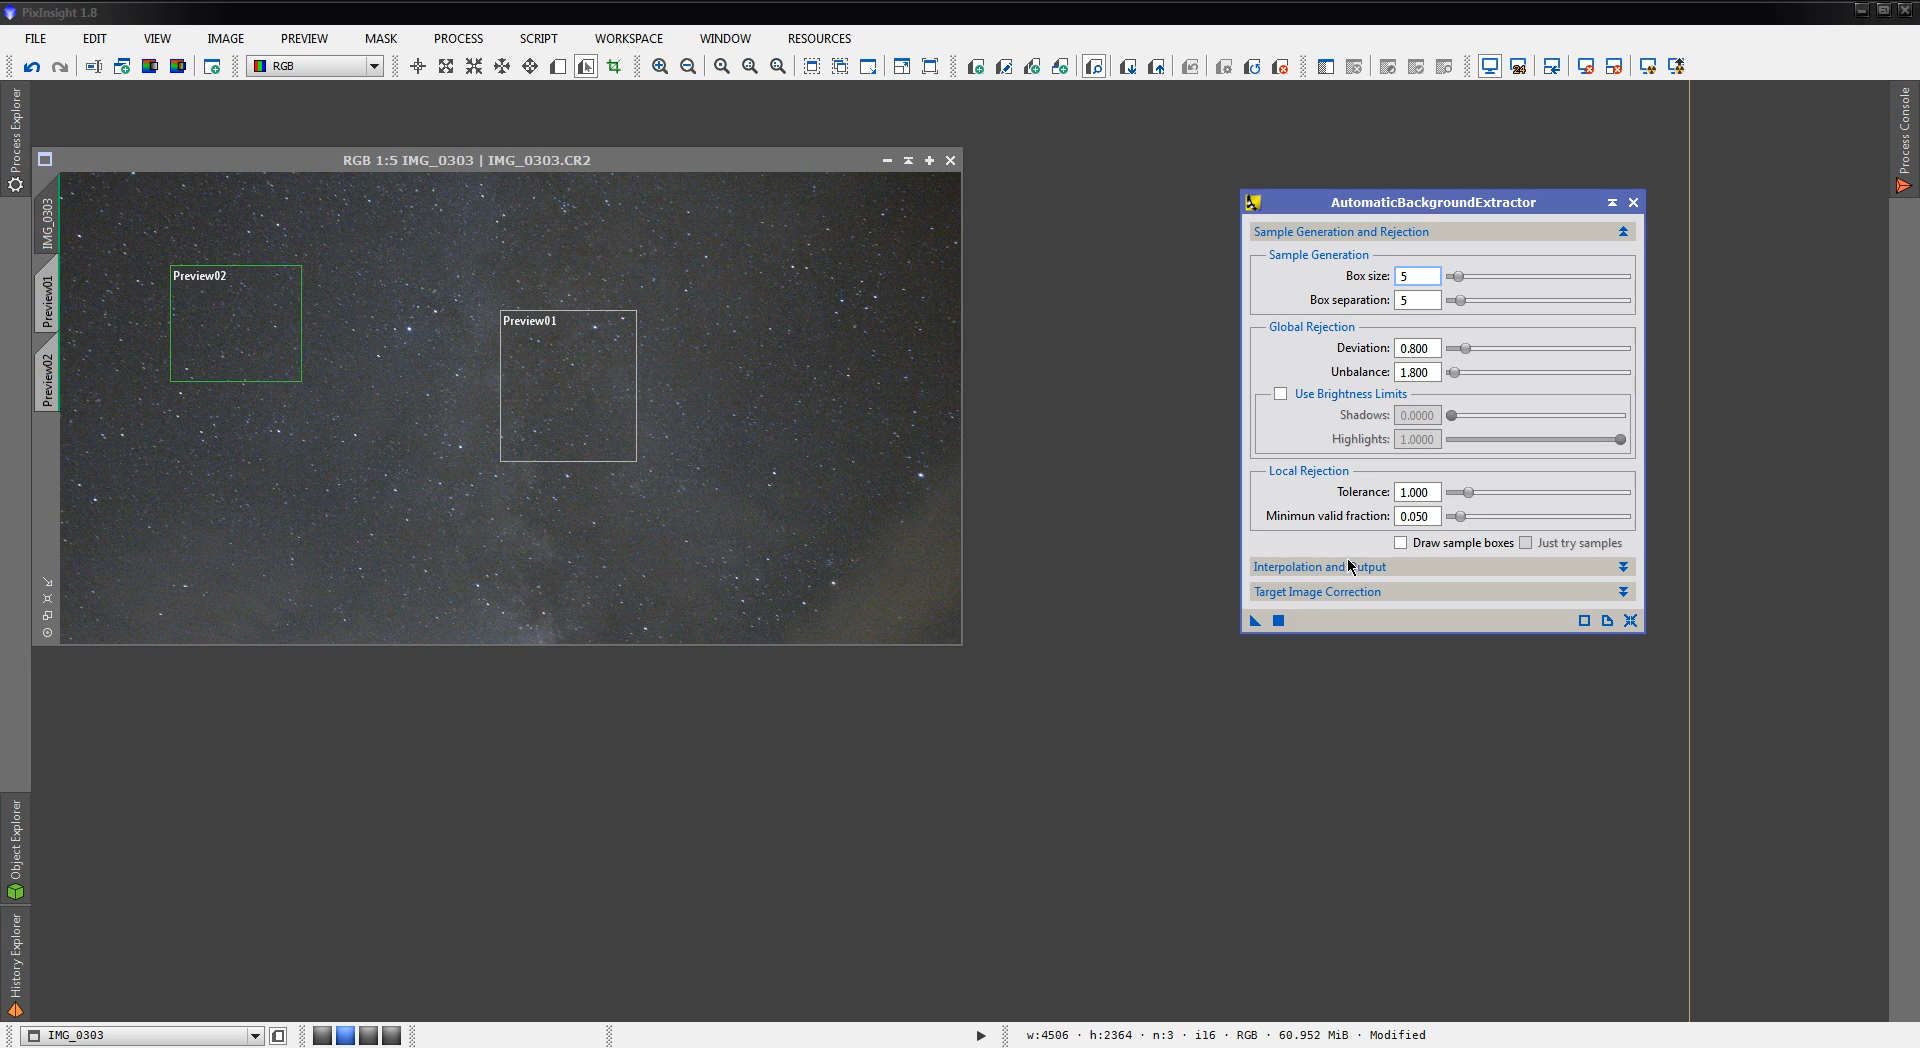 PixInsight 1.8
FILE EDIT VIEW IMAGE PREVIEW MASK PROCESS SCRIPT WORKSPACE WINDOW RESOURCES
RGB
24
Process Explorer
Process Console
RGB 1:5 IMG_0303 | IMG_0303.CR2
IMG_0303
Preview01
Preview02
Preview02
Preview01
AutomaticBackgroundExtractor
Sample Generation and Rejection
Sample Generation
Box size: 5
Box separation: 5
Global Rejection
Deviation: 0.800
Unbalance: 1.800
Use Brightness Limits
Shadows: 0.0000
Highlights: 1.0000
Local Rejection
Tolerance: 1.000
Minimun valid fraction: 0.050
Draw sample boxes Just try samples
Interpolation and Output
Target Image Correction
Object Explorer
History Explorer
IMG_0303
w:4506 · h:2364 · n:3 · i16 · RGB · 60.952 MiB · Modified